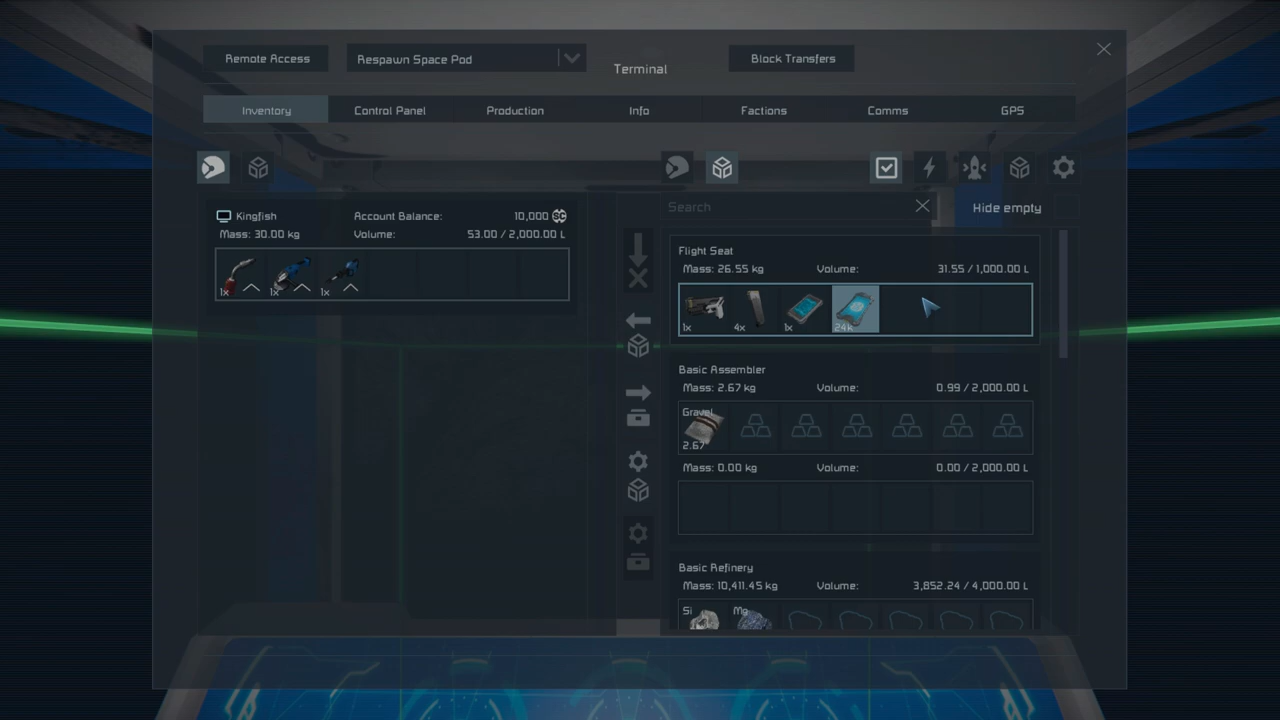 Remote Access
Respawn Space Pod
Terminal
Block Transfers
Inventory
Control Panel
Production
Info
Factions
Comms
GPS
Search
Hide empty
Kingfish
Account Balance: 10,000 SC
Mass: 30.00 kg Volume: 53.00 / 2,000.00 L
1x 1x 1x
Flight Seat
Mass: 26.55 kg Volume: 31.55 / 1,000.00 L
1x 4x 1x 24k
Basic Assembler
Mass: 2.67 kg Volume: 0.99 / 2,000.00 L
Gravel
2.67
Mass: 0.00 kg Volume: 0.00 / 2,000.00 L
Basic Refinery
Mass: 10,411.45 kg Volume: 3,852.24 / 4,000.00 L
Si Mg